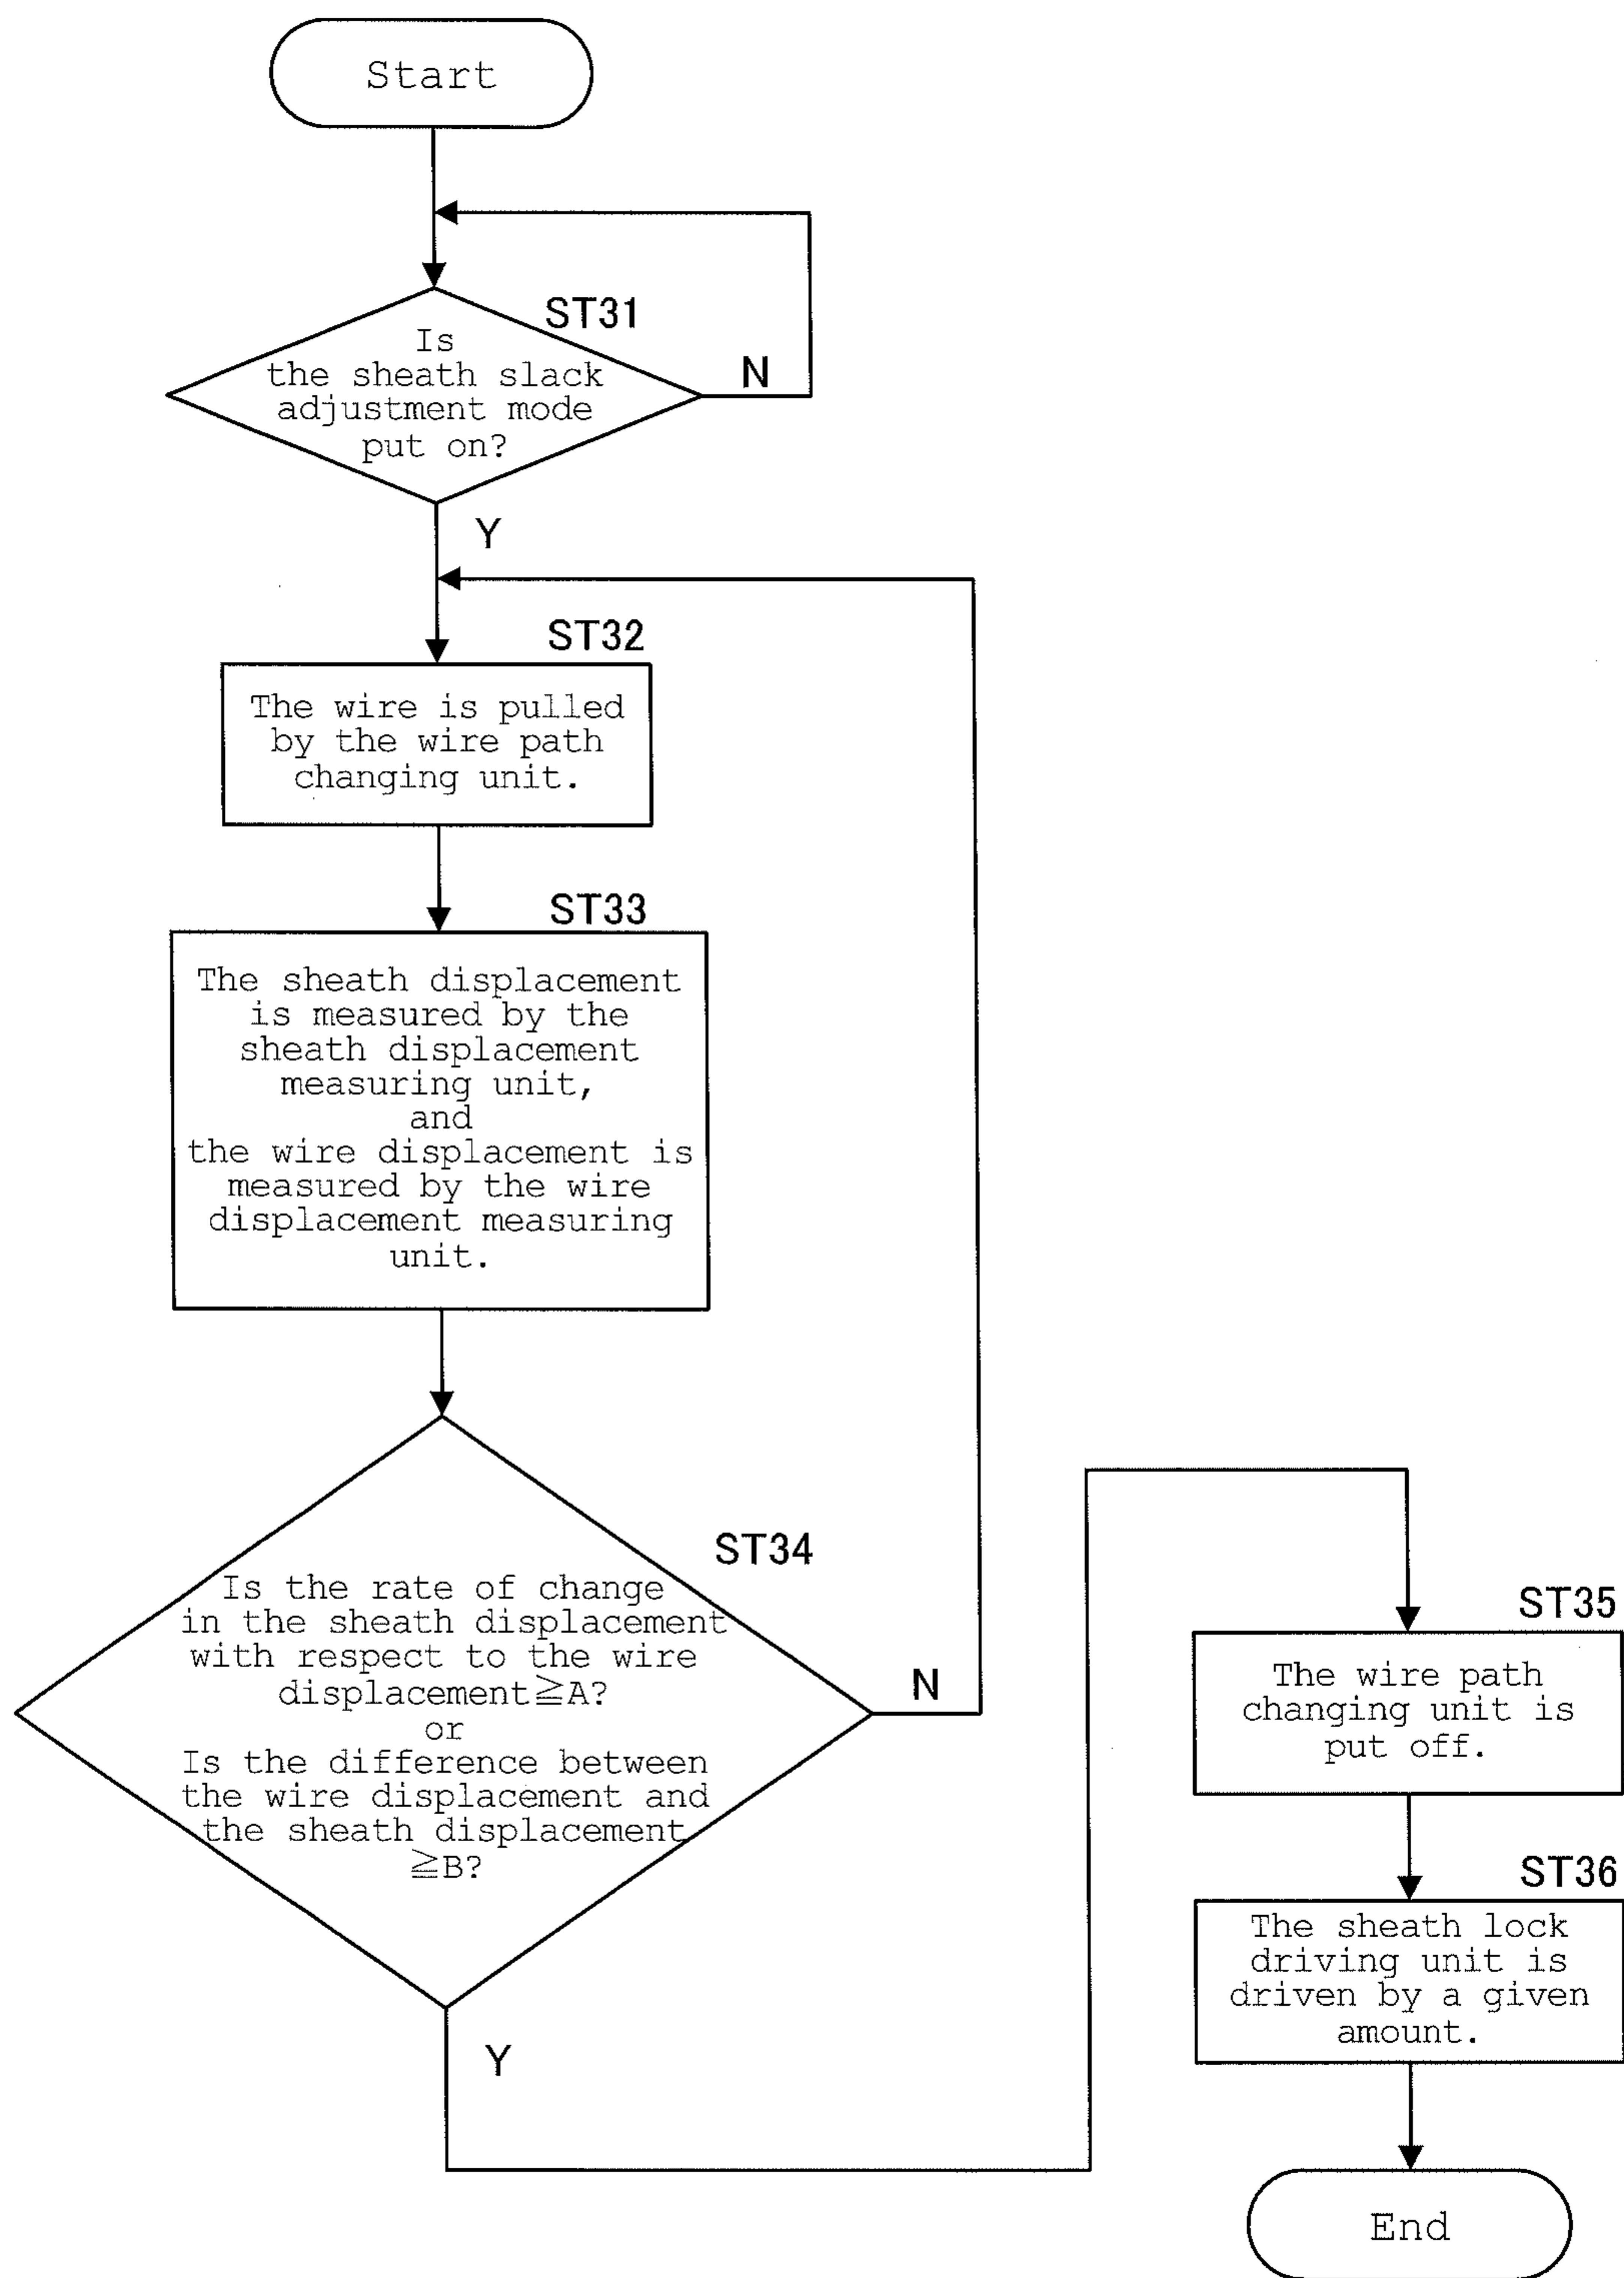 Start
ST31
Is
the sheath slack
adjustment mode
put on?
N
Y
ST32
The wire is pulled
by the wire path
changing unit.
ST33
The sheath displacement
is measured by the
sheath displacement
measuring unit,
and
the wire displacement is
measured by the wire
displacement measuring
unit.
ST34
Is the rate of change
in the sheath displacement
with respect to the wire
displacement≧A?
or
Is the difference between
the wire displacement and
the sheath displacement
≧B?
N
Y
ST35
The wire path
changing unit is
put off.
ST36
The sheath lock
driving unit is
driven by a given
amount.
End